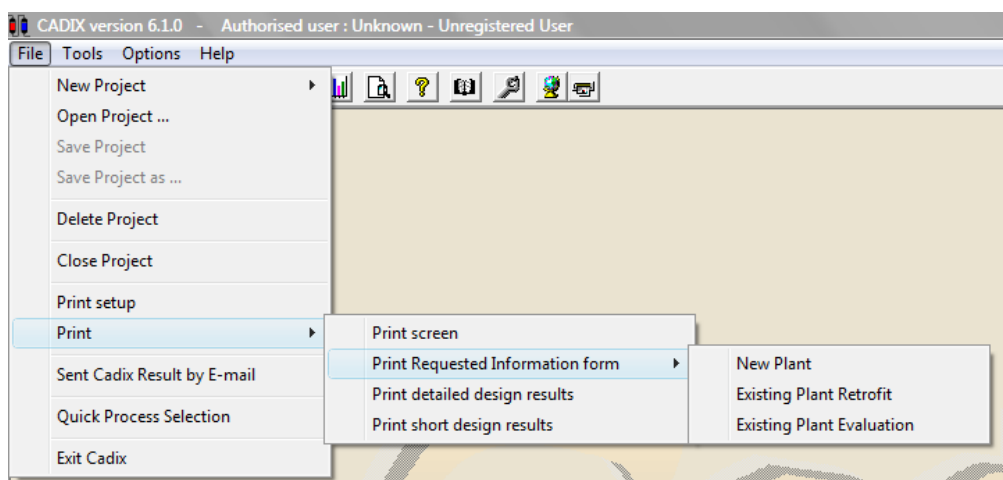 CADIX version 6.1.0 - Authorised user : Unknown - Unregistered User
File Tools Options Help
New Project
Open Project ...
Save Project
Save Project as ...
Delete Project
Close Project
Print setup
Print
Sent Cadix Result by E-mail
Quick Process Selection
Exit Cadix
Print screen
Print Requested Information form
Print detailed design results
Print short design results
New Plant
Existing Plant Retrofit
Existing Plant Evaluation